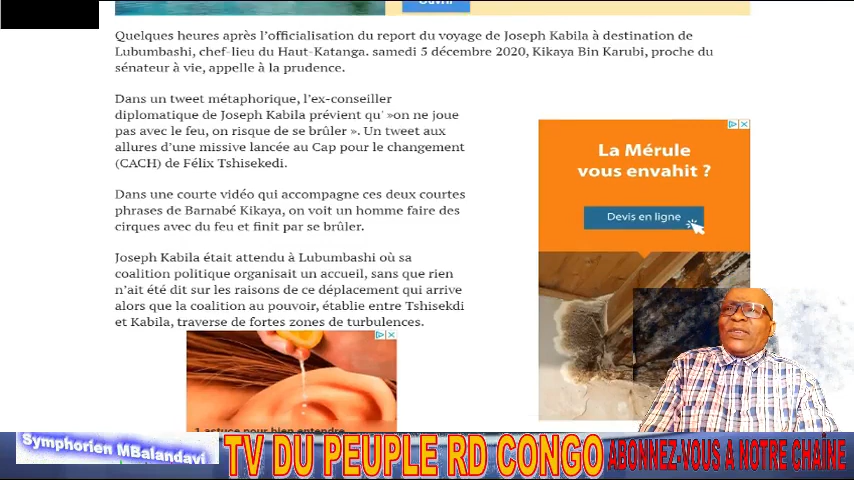 Ouvrir
Quelques heures après l'officialisation du report du voyage de Joseph Kabila à destination de
Lubumbashi, chef-lieu du Haut-Katanga. samedi 5 décembre 2020, Kikaya Bin Karubi, proche du
sénateur à vie, appelle à la prudence.
Dans un tweet métaphorique, l'ex-conseiller
diplomatique de Joseph Kabila prévient qu' »on ne joue
pas avec le feu, on risque de se brûler ». Un tweet aux
allures d'une missive lancée au Cap pour le changement
(CACH) de Félix Tshisekedi.
Dans une courte vidéo qui accompagne ces deux courtes
phrases de Barnabé Kikaya, on voit un homme faire des
cirques avec du feu et finit par se brûler.
Joseph Kabila était attendu à Lubumbashi où sa
coalition politique organisait un accueil, sans que rien
n'ait été dit sur les raisons de ce déplacement qui arrive
alors que la coalition au pouvoir, établie entre Tshisekdi
et Kabila, traverse de fortes zones de turbulences.
La Mérule
vous envahit ?
Devis en ligne
1 astuce pour bien entendre
Symphorien MBalandavi
TV DU PEUPLE RD CONGO
ABONNEZ-VOUS A NOTRE CHAÎNE